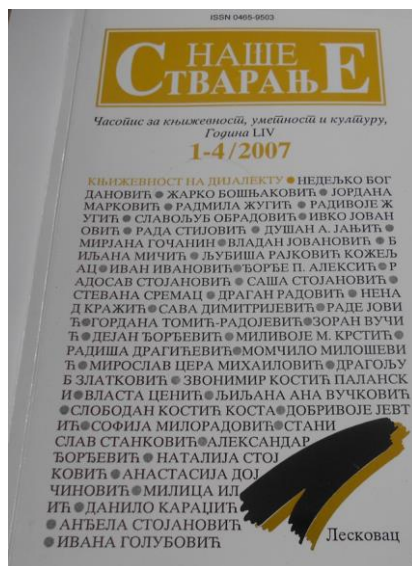 ISSN 0465-9503
НАШЕ
СТВАРАЊЕ
Часопис за књижевност, уметност и културу,
Година LIV
1-4/2007
КЊИЖЕВНОСТ НА ДИЈАЛЕКТУ ● НЕДЕЉКО БОГ
ДАНОВИЋ ● ЖАРКО БОШЊАКОВИЋ ● ЈОРДАНА
МАРКОВИЋ ● РАДМИЛА ЖУГИЋ ● РАДИВОЈЕ Ж
УГИЋ ● СЛАВОЉУБ ОБРАДОВИЋ ● ИВКО ЈОВАН
ОВИЋ ● РАДА СТИЈОВИЋ ● ДУШАН А. ЈАЊИЋ ●
МИРЈАНА ГОЧАНИН ● ВЛАДАН ЈОВАНОВИЋ ● Б
ИЉАНА МИЧИЋ ● ЉУБИША РАЈКОВИЋ КОЖЕЉ
АЦ ● ИВАН ИВАНОВИЋ ● ЂОРЂЕ П. АЛЕКСИЋ ● Р
АДОСАВ СТОЈАНОВИЋ ● САША СТОЈАНОВИЋ ●
СТЕВАНА СРЕМАЦ ● ДРАГАН РАДОВИЋ ● НЕНА
Д КРАЖИЋ ● САВА ДИМИТРИЈЕВИЋ ● РАДЕ ЈОВИ
Ћ ● ГОРДАНА ТОМИЋ-РАДОЈЕВИЋ ● ЗОРАН ВУЧИ
Ћ ● ДЕЈАН ЂОРЂЕВИЋ ● МИЛИВОЈЕ М. КРСТИЋ ●
РАДИША ДРАГИЋЕВИЋ ● МОМЧИЛО МИЛОШЕВИ
Ћ ● МИРОСЛАВ ЦЕРА МИХАИЛОВИЋ ● ДРАГОЉУ
Б ЗЛАТКОВИЋ ● ЗВОНИМИР КОСТИЋ ПАЛАНСК
И ● ВЛАСТА ЦЕНИЋ ● ЉИЉАНА АНА ВУЧКОВИЋ
● СЛОБОДАН КОСТИЋ КОСТА ● ДОБРИВОЈЕ ЈЕВТ
ИЋ ● СОФИЈА МИЛОРАДОВИЋ ● СТАНИ
СЛАВ СТАНКОВИЋ ● АЛЕКСАНДАР
ЂОРЂЕВИЋ ● НАТАЛИЈА СТОЈ
КОВИЋ ● АНАСТАСИЈА ДОЈ
ЧИНОВИЋ ● МИЛИЦА ИЛ
ИЋ ● ДАНИЛО КАРАЏИЋ
● АНЂЕЛА СТОЈАНОВИЋ
● ИВАНА ГОЛУБОВИЋ
Лесковац